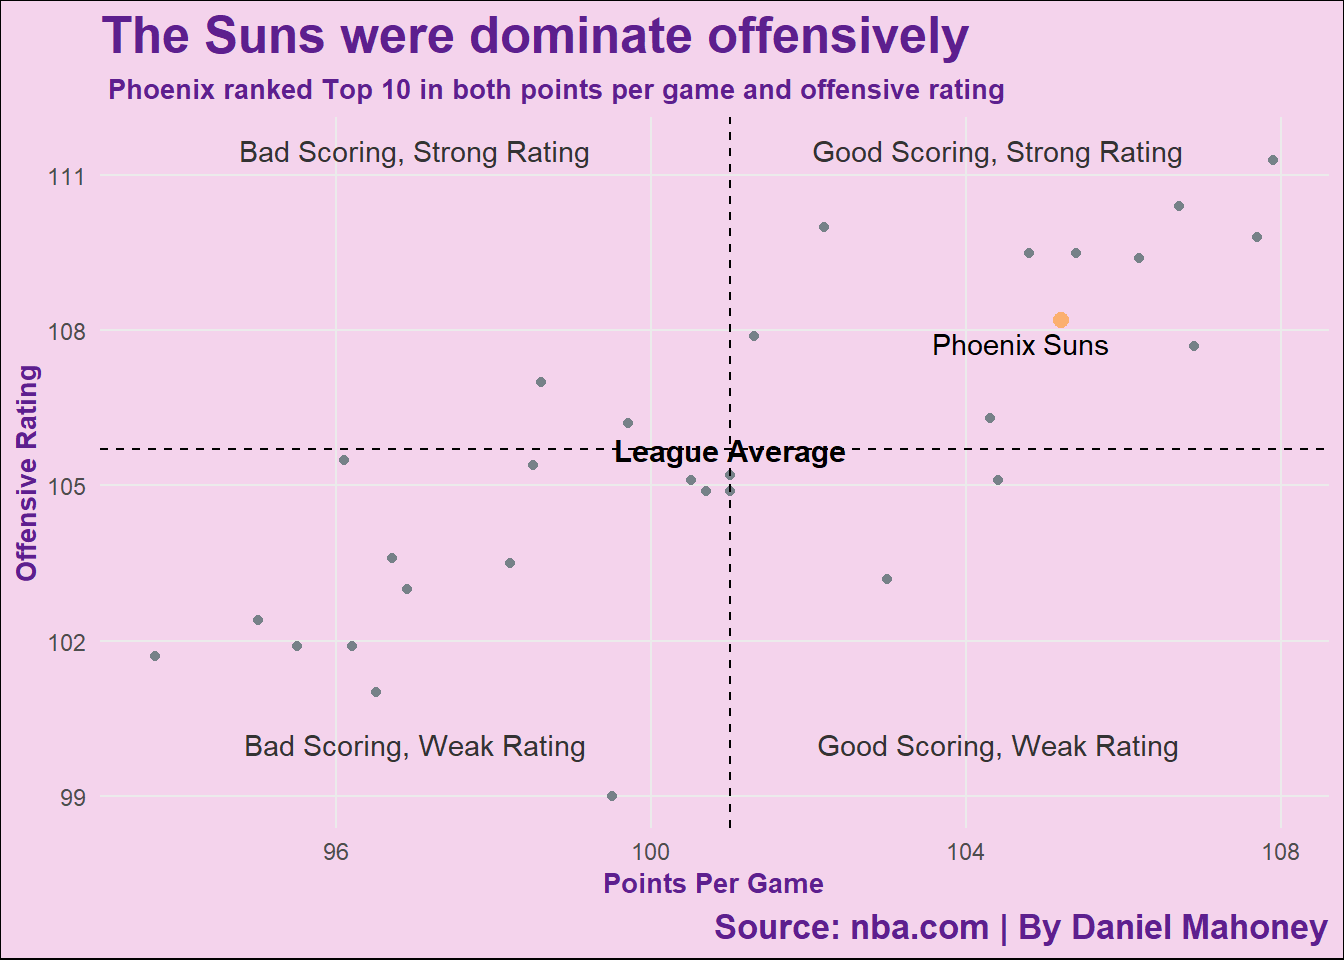 The Suns were dominate offensively
Phoenix ranked Top 10 in both points per game and offensive rating
Bad Scoring, Strong Rating
Good Scoring, Strong Rating
111
108
Phoenix Suns
League Average
105
102
Bad Scoring, Weak Rating
Good Scoring, Weak Rating
99
Offensive Rating
96
100
104
108
Points Per Game
Source: nba.com | By Daniel Mahoney